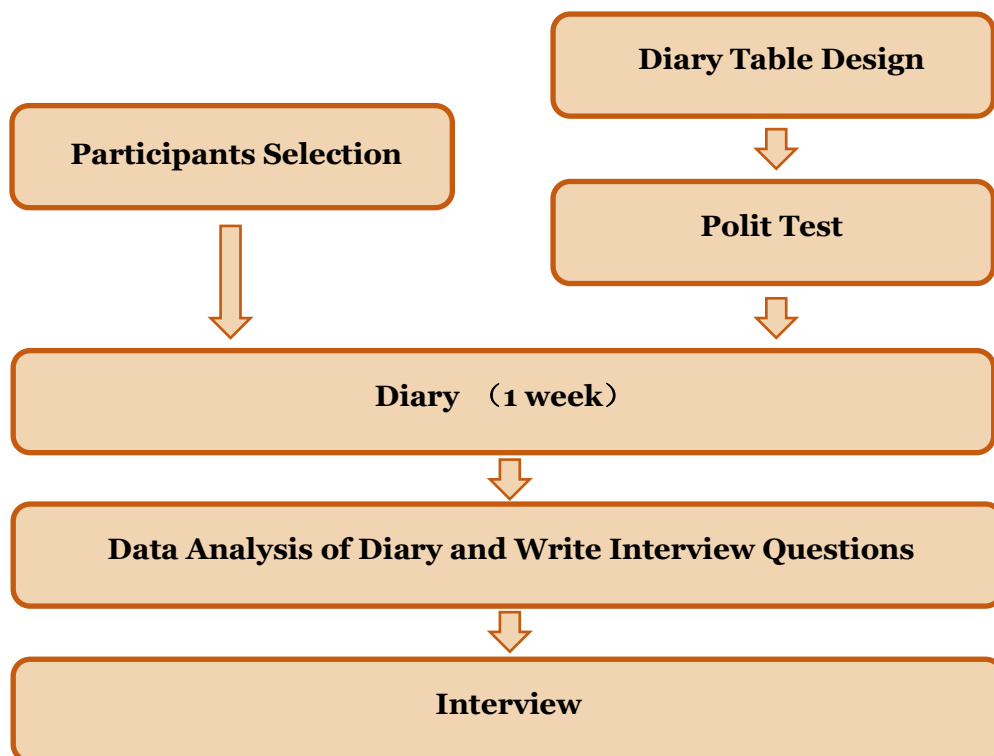 Diary Table Design
Participants Selection
Polit Test
Diary （1 week）
Data Analysis of Diary and Write Interview Questions
Interview